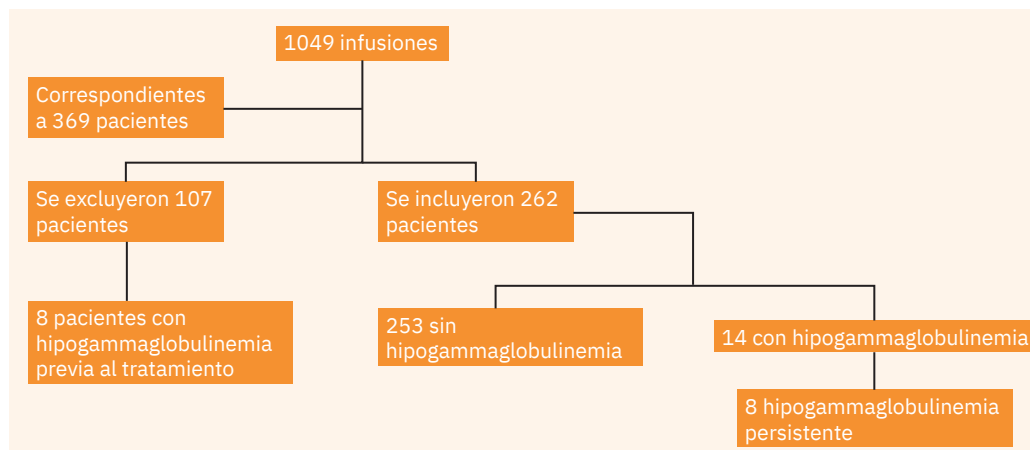 1049 infusiones
Correspondientes
a 369 pacientes
Se excluyeron 107
pacientes
Se incluyeron 262
pacientes
8 pacientes con
hipogammaglobulinemia
previa al tratamiento
253 sin
hipogammaglobulinemia
14 con hipogammaglobulinemia
8 hipogammaglobulinemia
persistente